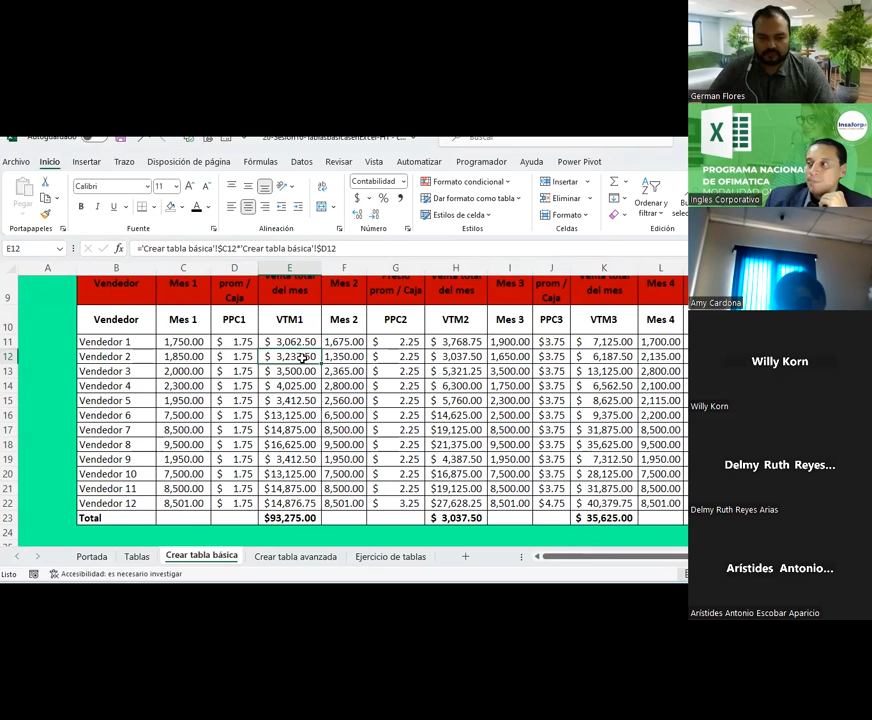 Autoguardado
Buscar
Archivo Inicio Insertar Trazo Disposición de página Fórmulas Datos Revisar Vista Automatizar Programador Ayuda Power Pivot
Pegar
Calibri 11
Contabilidad
Formato condicional
Dar formato como tabla
Estilos de celda
Insertar
Eliminar
Formato
Ordenar y
filtrar
Portapapeles Fuente Alineación Número Estilos Celdas
E12 ='Crear tabla básica'!$C12*'Crear tabla básica'!$D12
A B C D E F G H I J K L
9 Vendedor Mes 1 prom / Caja Venta total del mes Mes 2 Precio prom / Caja Venta total del mes Mes 3 prom / Caja Venta total del mes Mes 4
10 Vendedor Mes 1 PPC1 VTM1 Mes 2 PPC2 VTM2 Mes 3 PPC3 VTM3 Mes 4
11 Vendedor 1 1,750.00 $ 1.75 $ 3,062.50 1,675.00 $ 2.25 $ 3,768.75 1,900.00 $3.75 $ 7,125.00 1,700.00
12 Vendedor 2 1,850.00 $ 1.75 1,350.00 $ 2.25 $ 3,037.50 1,650.00 $3.75 $ 6,187.50 2,135.00
13 Vendedor 3 2,000.00 $ 1.75 $ 3,500.00 2,365.00 $ 2.25 $ 5,321.25 3,500.00 $3.75 $ 13,125.00 2,800.00
14 Vendedor 4 2,300.00 $ 1.75 $ 4,025.00 2,800.00 $ 2.25 $ 6,300.00 1,750.00 $3.75 $ 6,562.50 2,100.00
15 Vendedor 5 1,950.00 $ 1.75 $ 3,412.50 2,560.00 $ 2.25 $ 5,760.00 2,300.00 $3.75 $ 8,625.00 2,115.00
16 Vendedor 6 7,500.00 $ 1.75 $13,125.00 6,500.00 $ 2.25 $14,625.00 2,500.00 $3.75 $ 9,375.00 2,200.00
17 Vendedor 7 8,500.00 $ 1.75 $14,875.00 8,500.00 $ 2.25 $19,125.00 8,500.00 $3.75 $ 31,875.00 8,500.00
18 Vendedor 8 9,500.00 $ 1.75 $16,625.00 9,500.00 $ 2.25 $21,375.00 9,500.00 $3.75 $ 35,625.00 9,500.00
19 Vendedor 9 1,950.00 $ 1.75 $ 3,412.50 1,950.00 $ 2.25 $ 4,387.50 1,950.00 $3.75 $ 7,312.50 1,950.00
20 Vendedor 10 7,500.00 $ 1.75 $13,125.00 7,500.00 $ 2.25 $16,875.00 7,500.00 $3.75 $ 28,125.00 7,500.00
21 Vendedor 11 8,500.00 $ 1.75 $14,875.00 8,500.00 $ 2.25 $19,125.00 8,500.00 $3.75 $ 31,875.00 8,500.00
22 Vendedor 12 8,501.00 $ 1.75 $14,876.75 8,501.00 $ 3.25 $27,628.25 8,501.00 $4.75 $ 40,379.75 8,501.00
23 Total $93,275.00 $ 3,037.50 $ 35,625.00
24
Portada Tablas Crear tabla básica Crear tabla avanzada Ejercicio de tablas
Listo Accesibilidad: es necesario investigar
German Flores
Insaforp
PROGRAMA NACIONAL
DE OFIMÁTICA
MODALIDAD
Ingles Corporativo
Amy Cardona
Willy Korn
Willy Korn
Delmy Ruth Reyes...
Delmy Ruth Reyes Arias
Arístides Antonio...
Arístides Antonio Escobar Aparicio